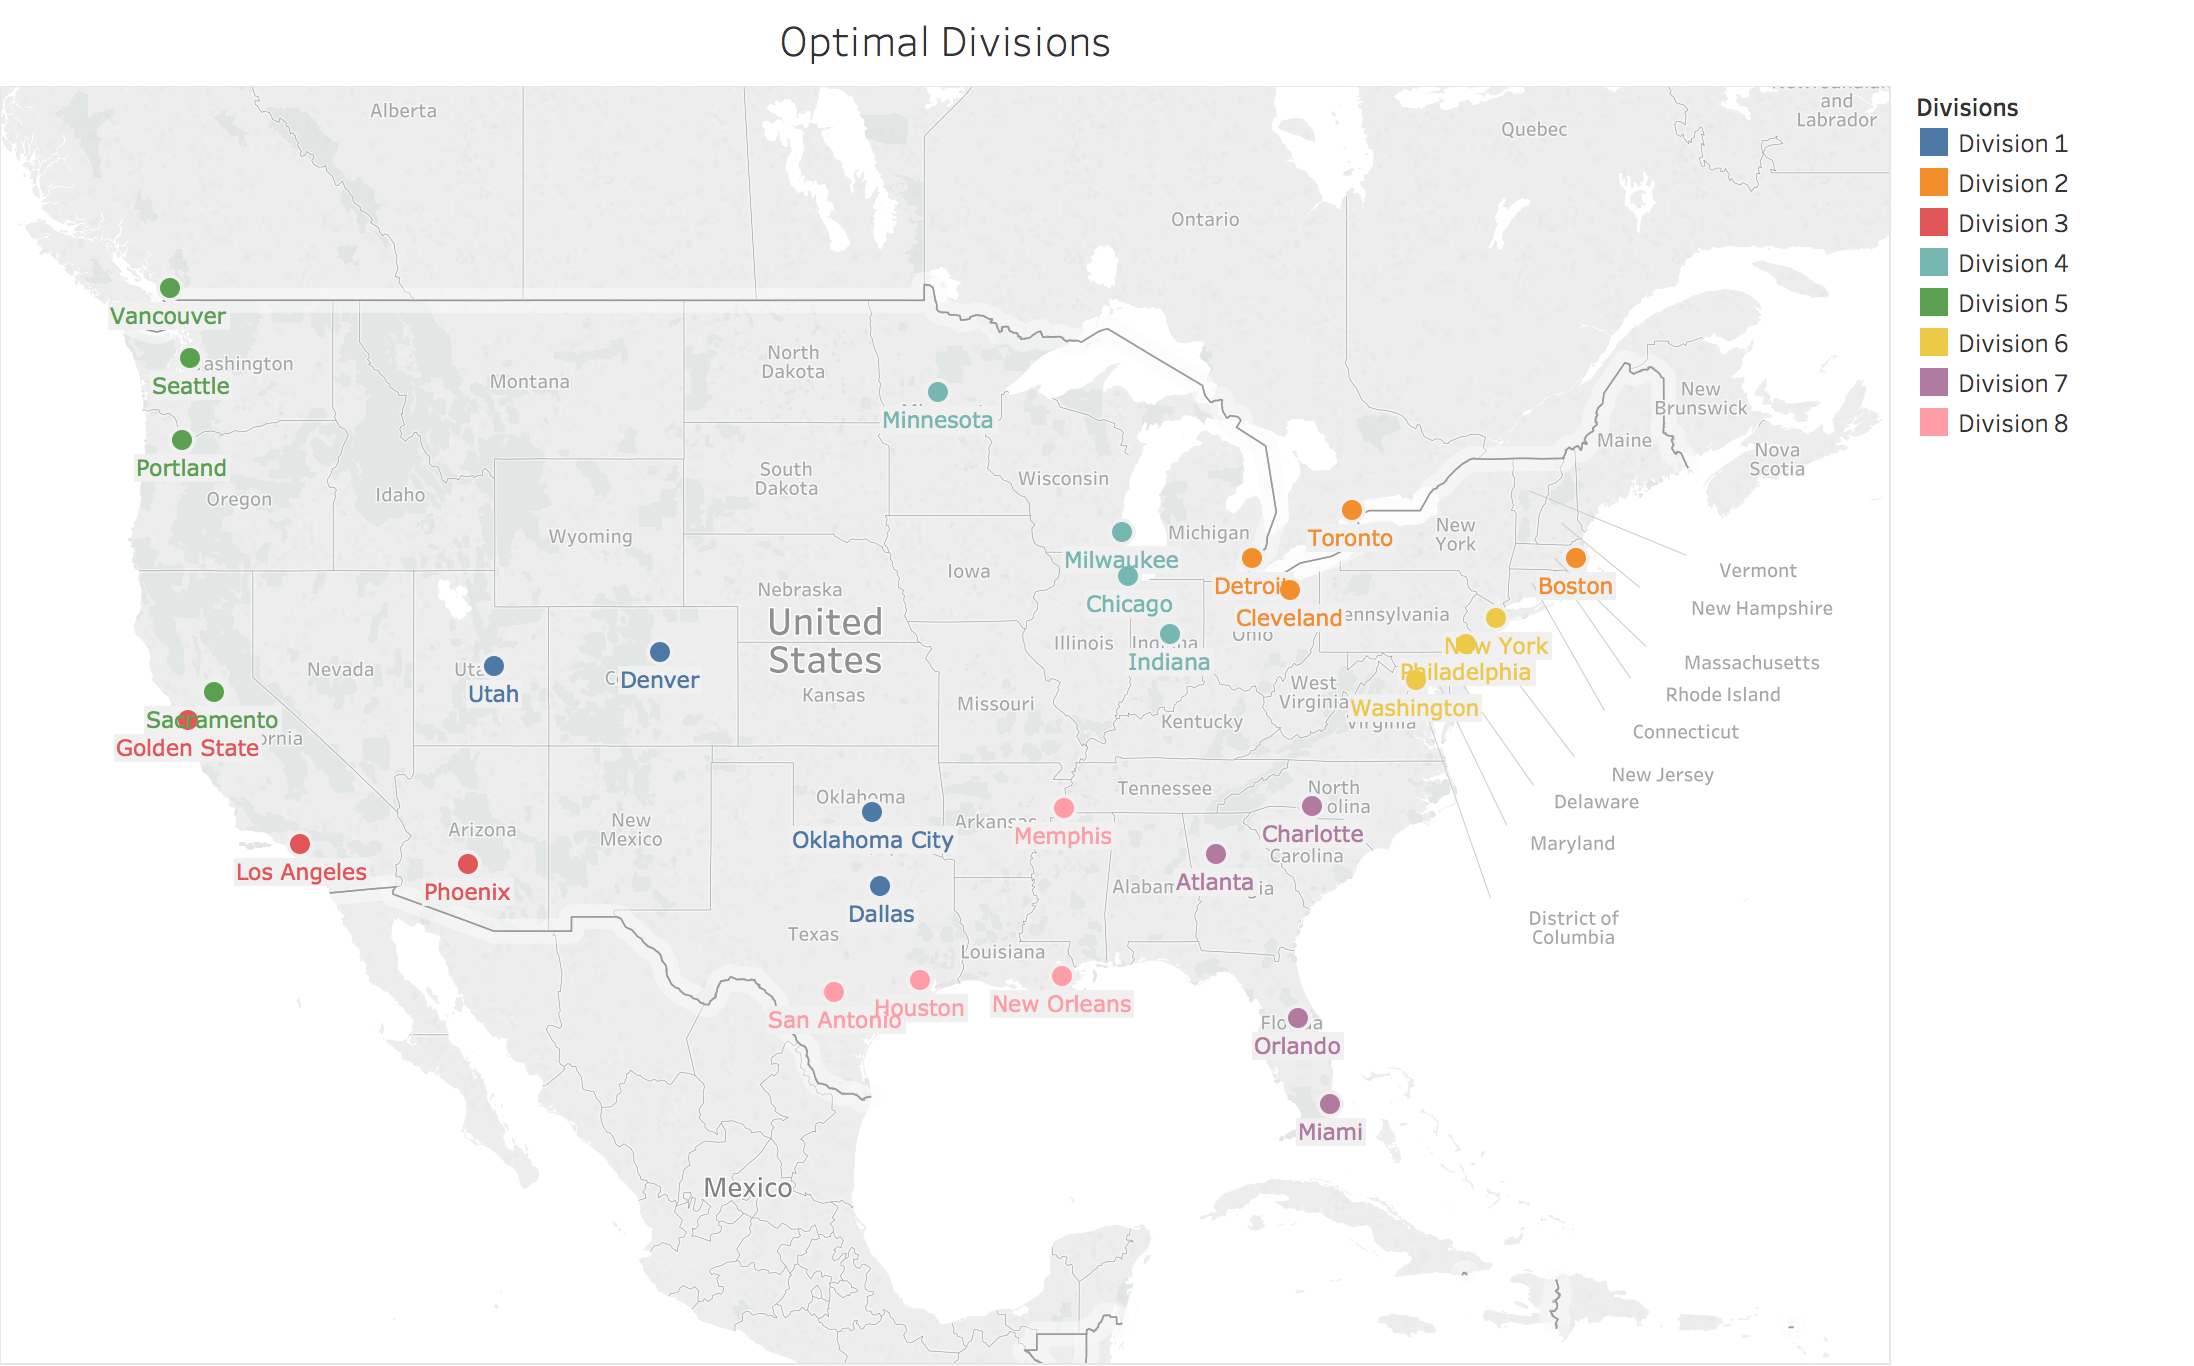 Optimal Divisions
and
Labrador
Alberta
Quebec
Ontario
Vancouver
ashington
Seattle
Montana
North
Dakota
Minnesota
New
Brunswick
Maine
Nova
Scotia
Portland
Oregon
Idaho
South
Dakota
Wisconsin
Wyoming
Michigan
Toronto
New
York
Milwaukee
Iowa
Nebraska
Detroit
Boston
Vermont
Chicago
Cleveland
ennsylvania
New Hampshire
United
States
Illinois
Indiana
Ohio
New York
Indiana
Philadelphia
Massachusetts
Nevada
Utah
Denver
Kansas
Rhode Island
West
Virginia
Washington
Virginia
Missouri
Kentucky
Sacramento
Golden State
Connecticut
New Jersey
Oklahoma
Tennessee
North
olina
Delaware
Arizona
New
Mexico
Oklahoma City
Arkansas
Memphis
Charlotte
Carolina
Maryland
Los Angeles
Phoenix
Atlanta
Dallas
Texas
Louisiana
District of
Columbia
San Antonio
Houston
New Orleans
Orlando
Miami
Mexico
Divisions
Division 1
Division 2
Division 3
Division 4
Division 5
Division 6
Division 7
Division 8